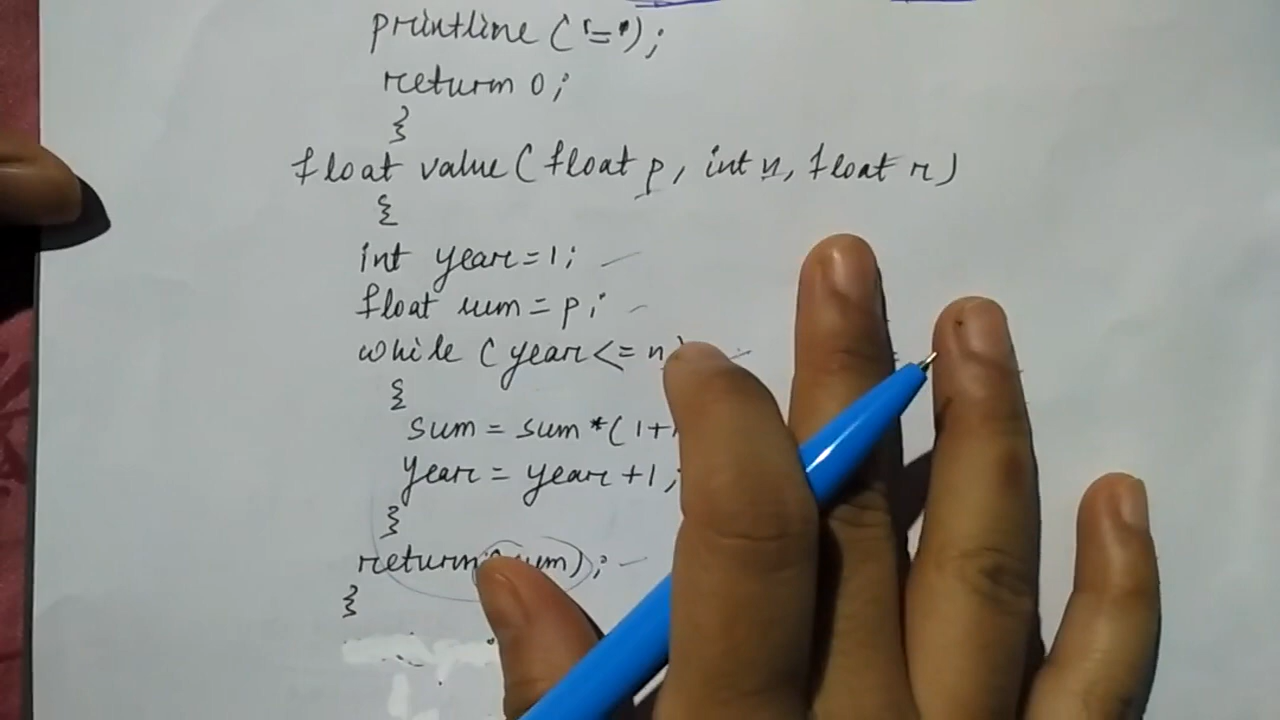 printline ('=');
return 0;
}
float value (float p, int n, float r)
{
int year=1;
float sum = p;
while (year<= n)
{
sum = sum *(1+
year = year +1;
}
return sum);
}